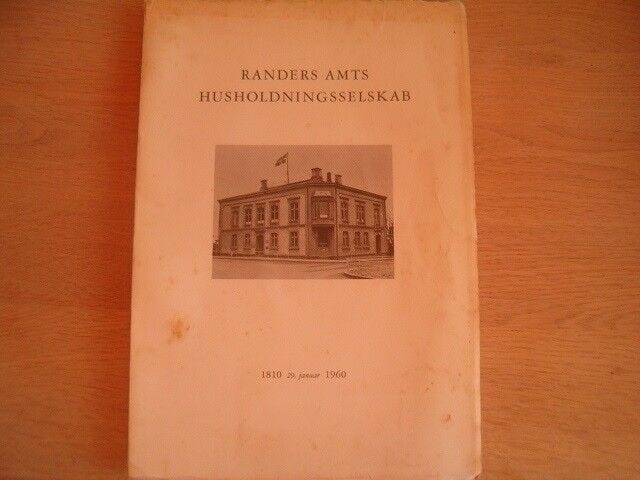 RANDERS AMTS
HUSHOLDNINGSSELSKAB
1810 29. januar 1960